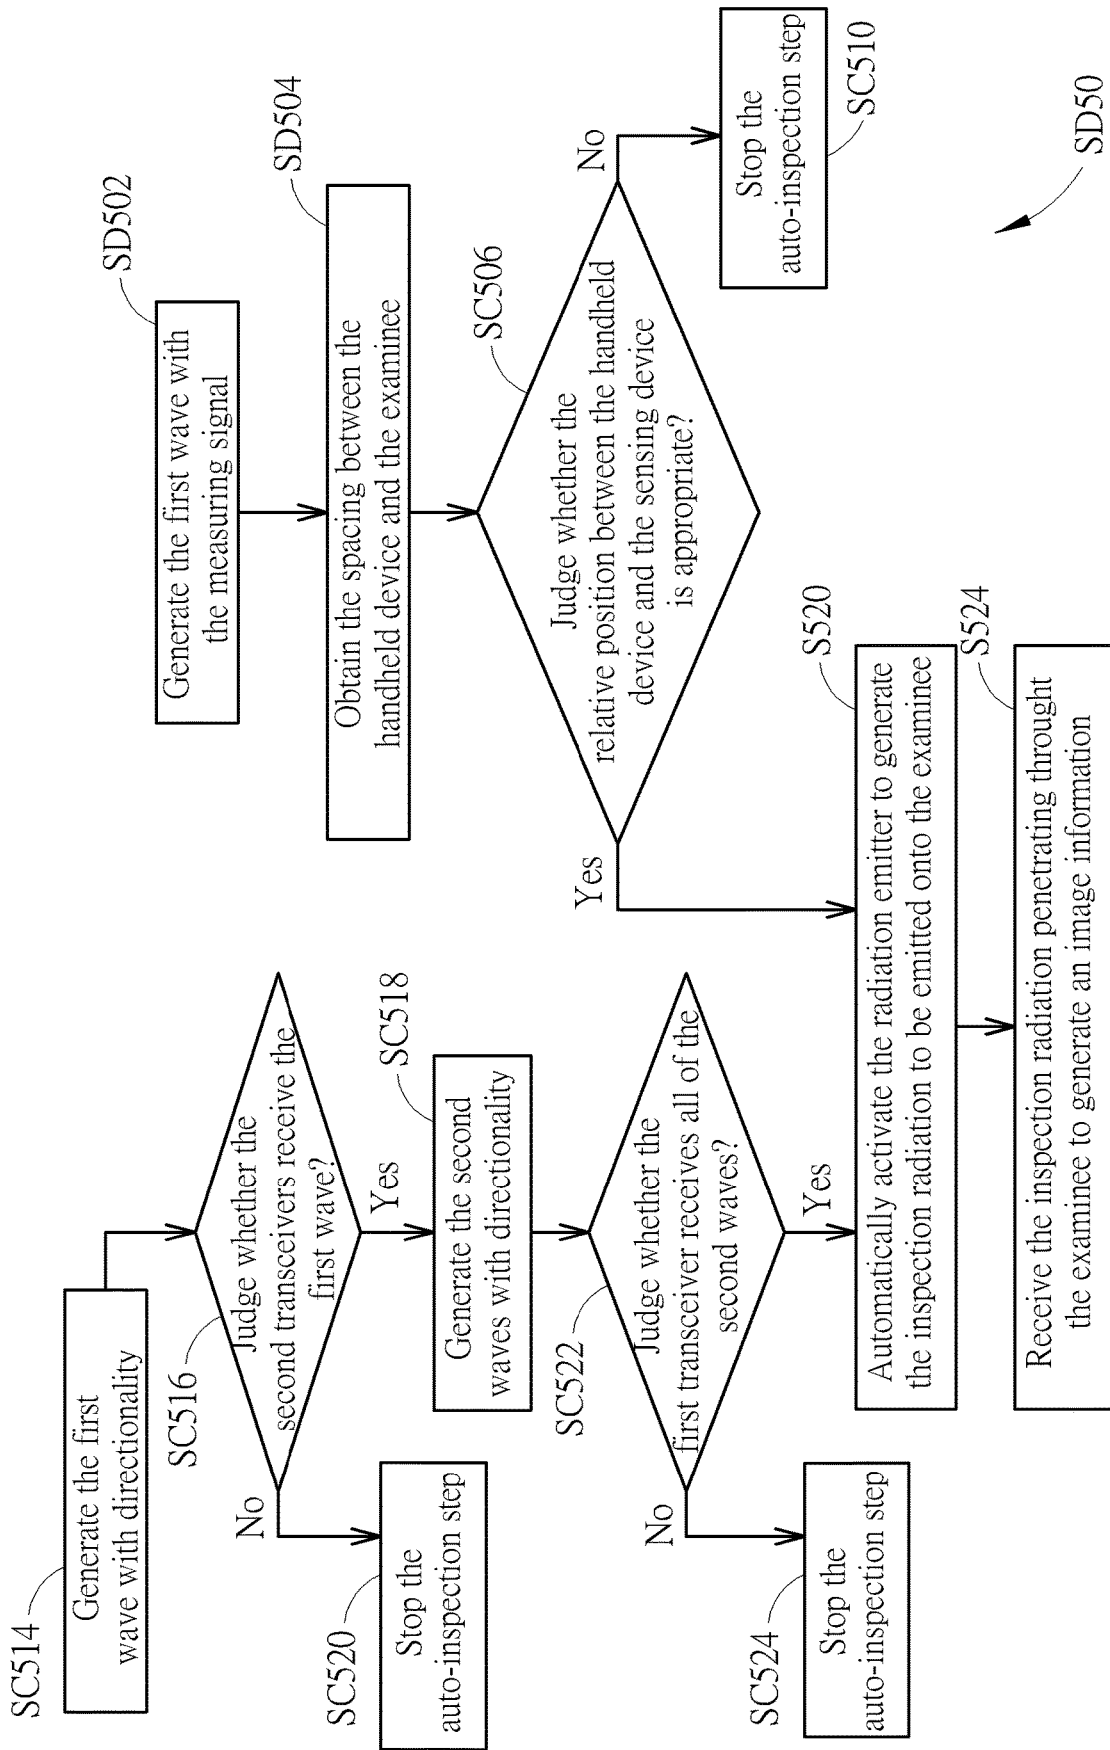 SC514
Generate the first
wave with directionality
SC516
Judge whether the
second transceivers receive the
first wave?
No
Yes
SC520
Stop the
auto-inspection step
SC518
Generate the second
waves with directionality
SC522
Judge whether the
first transceiver receives all of the
second waves?
No
Yes
SC524
Stop the
auto-inspection step
SD502
Generate the first wave with
the measuring signal
SD504
Obtain the spacing between the
handheld device and the examinee
SC506
Judge whether the
relative position between the handheld
device and the sensing device
is appropriate?
Yes
No
Stop the
auto-inspection step
SC510
S520
Automatically activate the radiation emitter to generate
the inspection radiation to be emitted onto the examinee
S524
Receive the inspection radiation penetrating through
the examinee to generate an image information
SD50